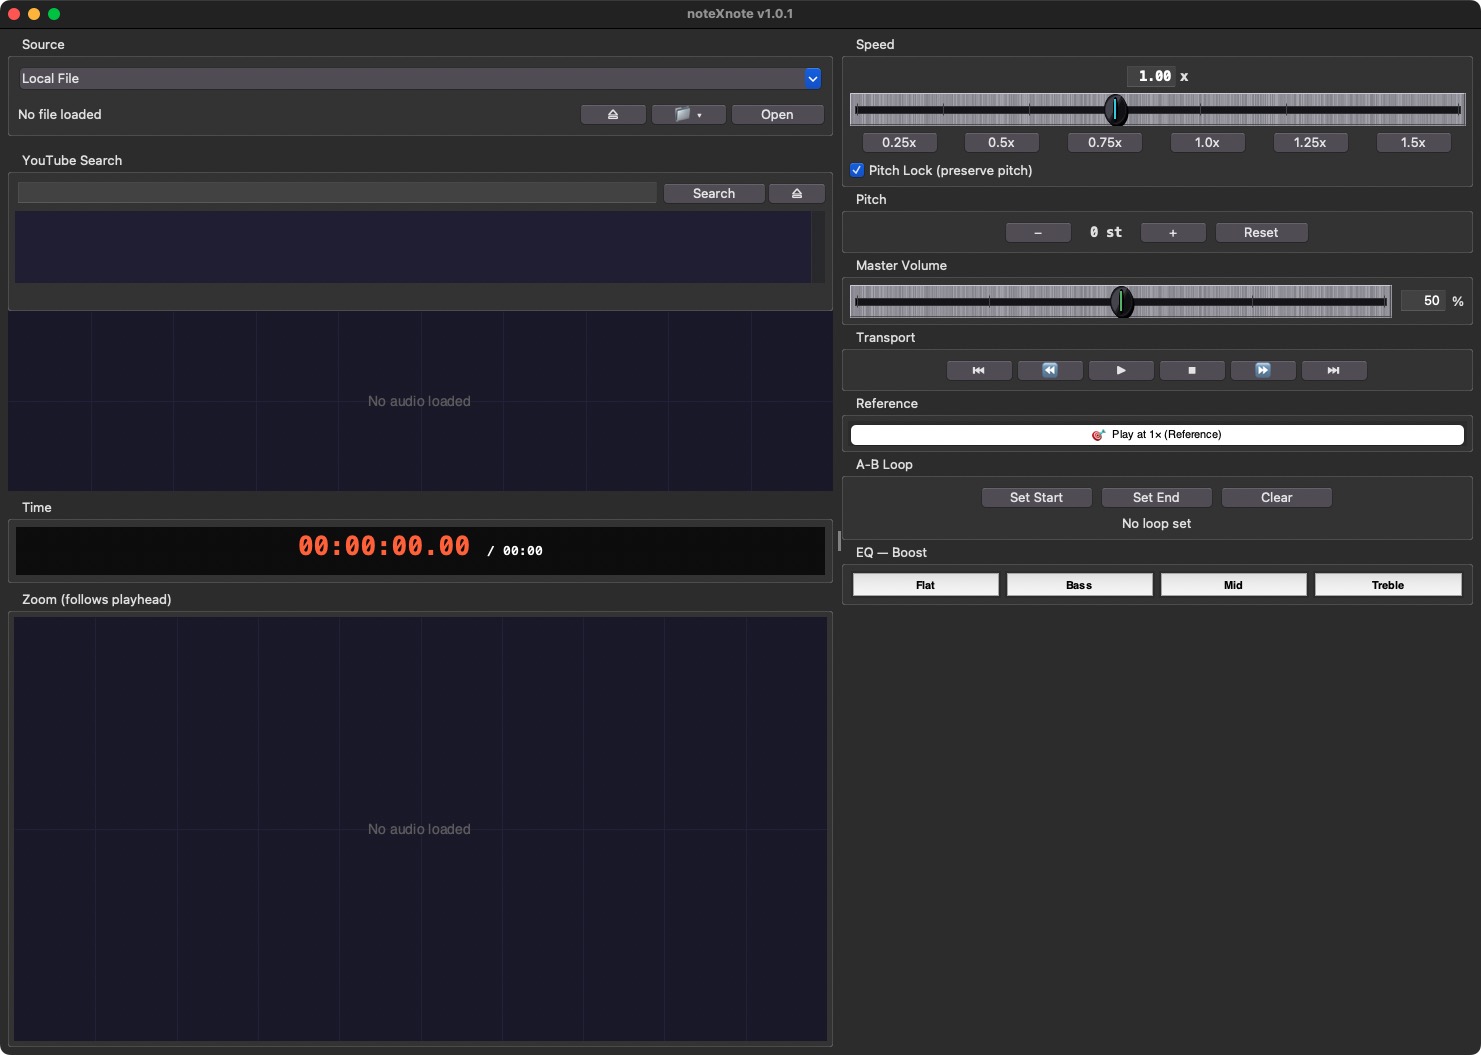 noteXnote v1.0.1
Source
Local File
No file loaded
Open
YouTube Search
Search
No audio loaded
Time
00:00:00.00 / 00:00
Zoom (follows playhead)
No audio loaded
Speed
1.00 x
0.25x 0.5x 0.75x 1.0x 1.25x 1.5x
Pitch Lock (preserve pitch)
Pitch
– 0 st + Reset
Master Volume
50 %
Transport
Reference
Play at 1× (Reference)
A-B Loop
Set Start Set End Clear
No loop set
EQ — Boost
Flat Bass Mid Treble